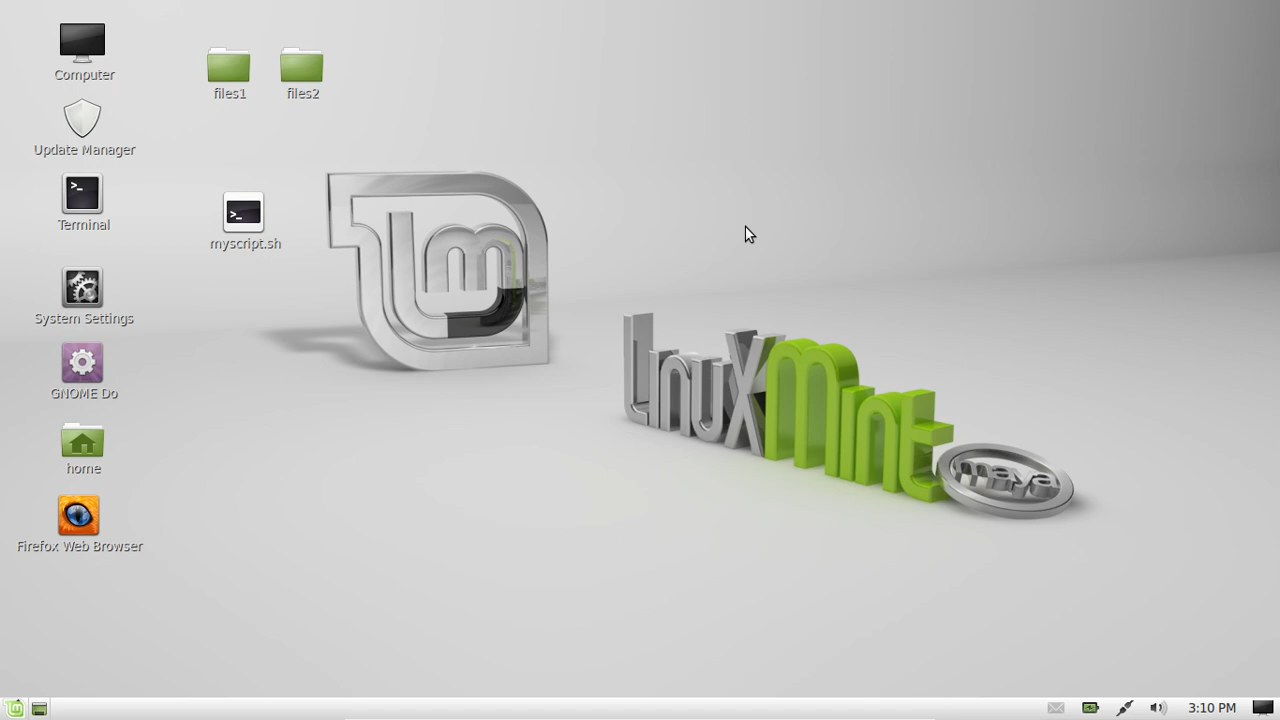 Computer
files1
files2
Update Manager
Terminal
myscript.sh
System Settings
GNOME Do
home
Firefox Web Browser
lm
LinuxMint
maya
3:10 PM